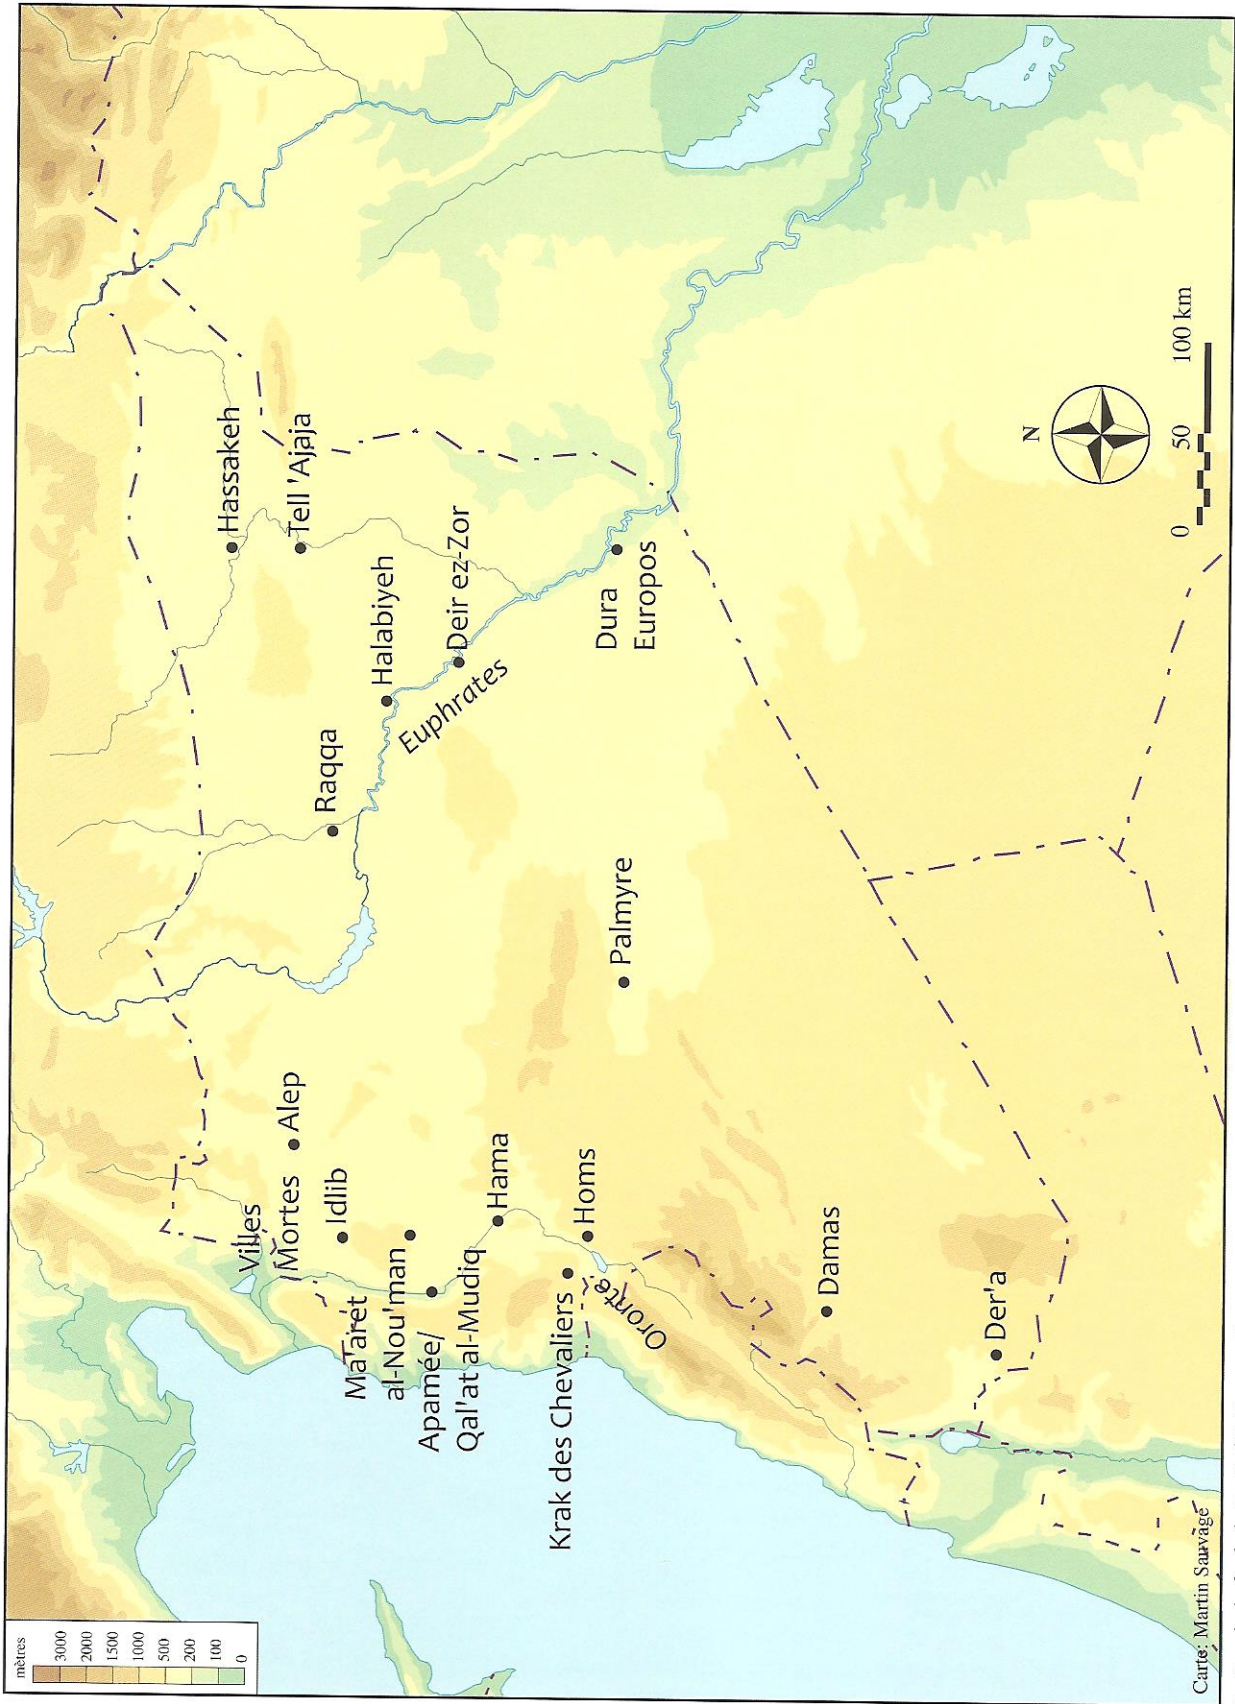 mètres
3000
2000
1500
1000
500
200
100
0
Villes
Mortes
Alep
Idlib
Ma'aret
al-Nou'man
Apamée/
Qal'at al-Mudiq
Hama
Krak des Chevaliers
Homs
Oronte
Damas
Der'a
Palmyre
Raqqa
Halabiyeh
Euphrates
Deir ez-Zor
Hassakeh
Tell 'Ajaja
Dura
Europos
N
0 50 100 km
Carte: Martin Sauvage